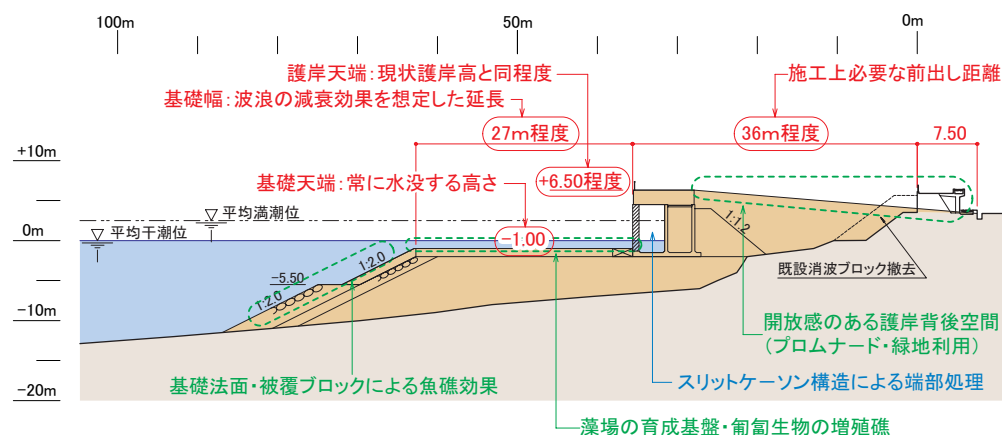 100m
50m
0m
護岸天端：現状護岸高と同程度
施工上必要な前出し距離
基礎幅：波浪の減衰効果を想定した延長
27m程度
36m程度
7.50
+10m
基礎天端：常に水没する高さ
+6.50程度
平均満潮位
平均干潮位
0m
-1.00
1:1.2
1:2.0
-5.50
1:2.0
既設消波ブロック撤去
-10m
開放感のある護岸背後空間
（プロムナード・緑地利用）
基礎法面・被覆ブロックによる魚礁効果
スリットケーソン構造による端部処理
-20m
藻場の育成基盤・匍匐生物の増殖礁